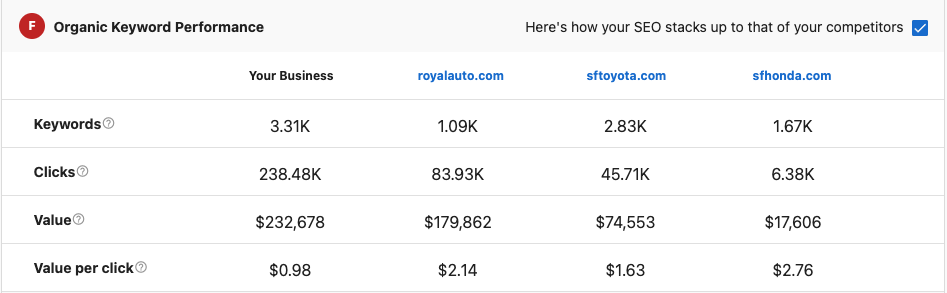 F Organic Keyword Performance Here's how your SEO stacks up to that of your competitors
Your Business royalauto.com sftoyota.com sfhonda.com
Keywords 3.31K 1.09K 2.83K 1.67K
Clicks 238.48K 83.93K 45.71K 6.38K
Value $232,678 $179,862 $74,553 $17,606
Value per click $0.98 $2.14 $1.63 $2.76